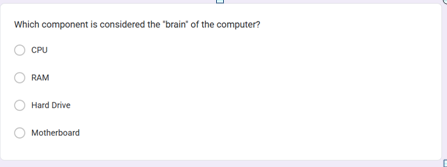 Which component is considered the "brain" of the computer?
CPU
RAM
Hard Drive
Motherboard